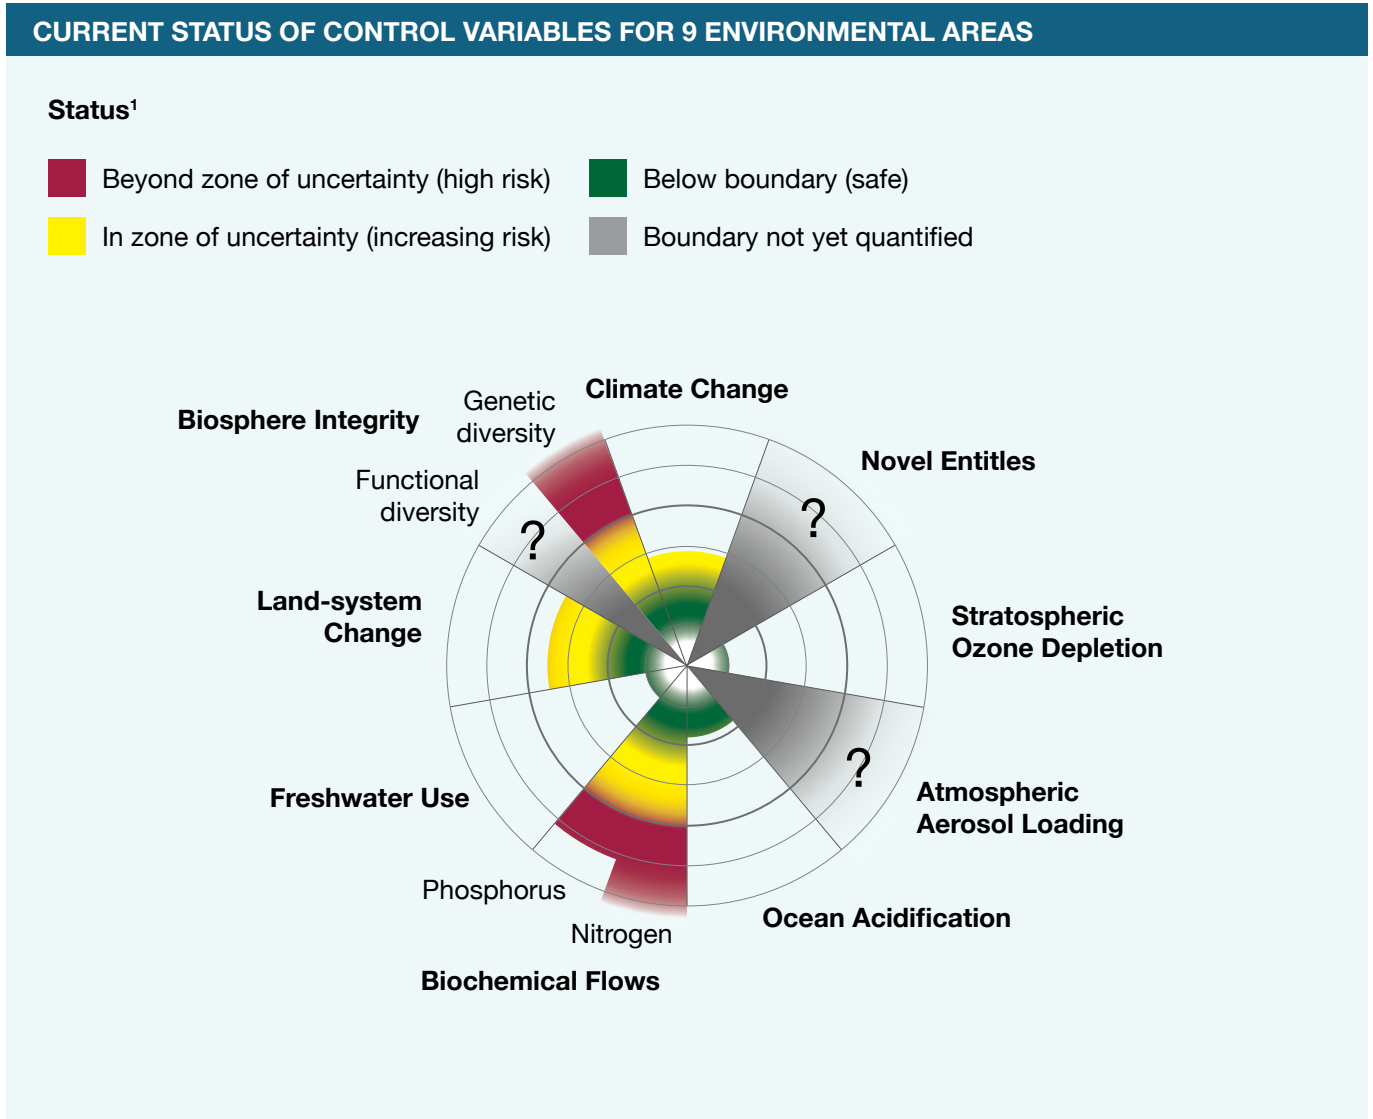 CURRENT STATUS OF CONTROL VARIABLES FOR 9 ENVIRONMENTAL AREAS
Status¹
Beyond zone of uncertainty (high risk)
Below boundary (safe)
In zone of uncertainty (increasing risk)
Boundary not yet quantified
Climate Change
Genetic
diversity
Biosphere Integrity
Functional
diversity
Novel Entitles
?
?
Land-system
Change
Stratospheric
Ozone Depletion
?
Atmospheric
Aerosol Loading
Freshwater Use
Phosphorus
Nitrogen
Ocean Acidification
Biochemical Flows